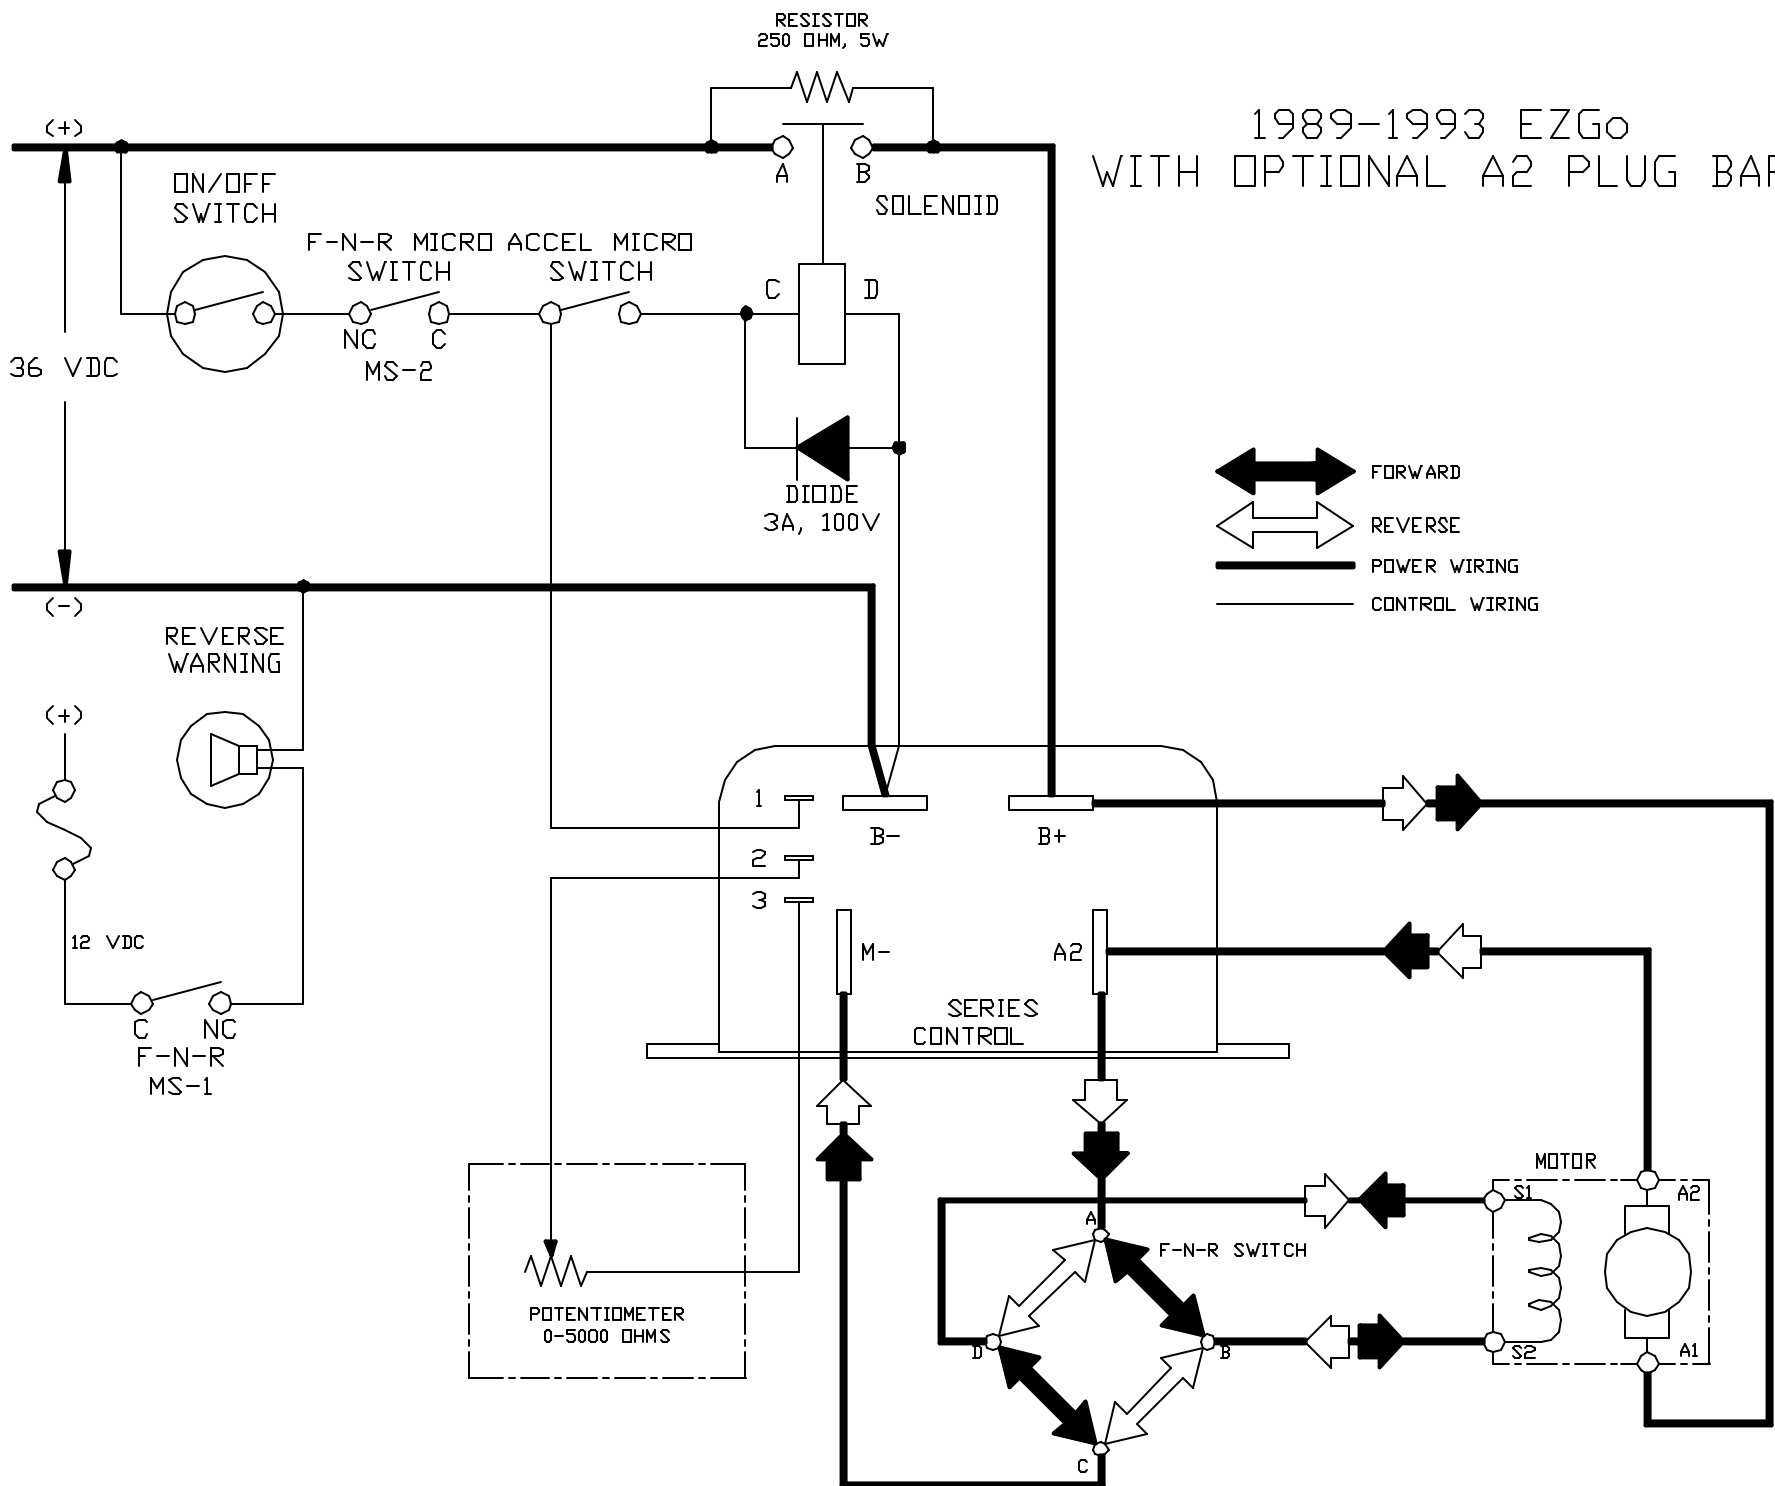 RESISTOR
250 OHM, 5W
1989-1993 EZGo
WITH OPTIONAL A2 PLUG
(+)
A
B
SOLENOID
ON/OFF
SWITCH
F-N-R MICRO
SWITCH
ACCEL MICRO
SWITCH
C
D
NC
C
MS-2
36 VDC
DIODE
3A, 100V
FORWARD
REVERSE
POWER WIRING
CONTROL WIRING
(-)
REVERSE
WARNING
(+)
1
B-
B+
2
3
12 VDC
M-
A2
SERIES
CONTROL
C
NC
F-N-R
MS-1
MOTOR
S1
A2
A
F-N-R SWITCH
POTENTIOMETER
0-5000 OHMS
D
B
S2
A1
C